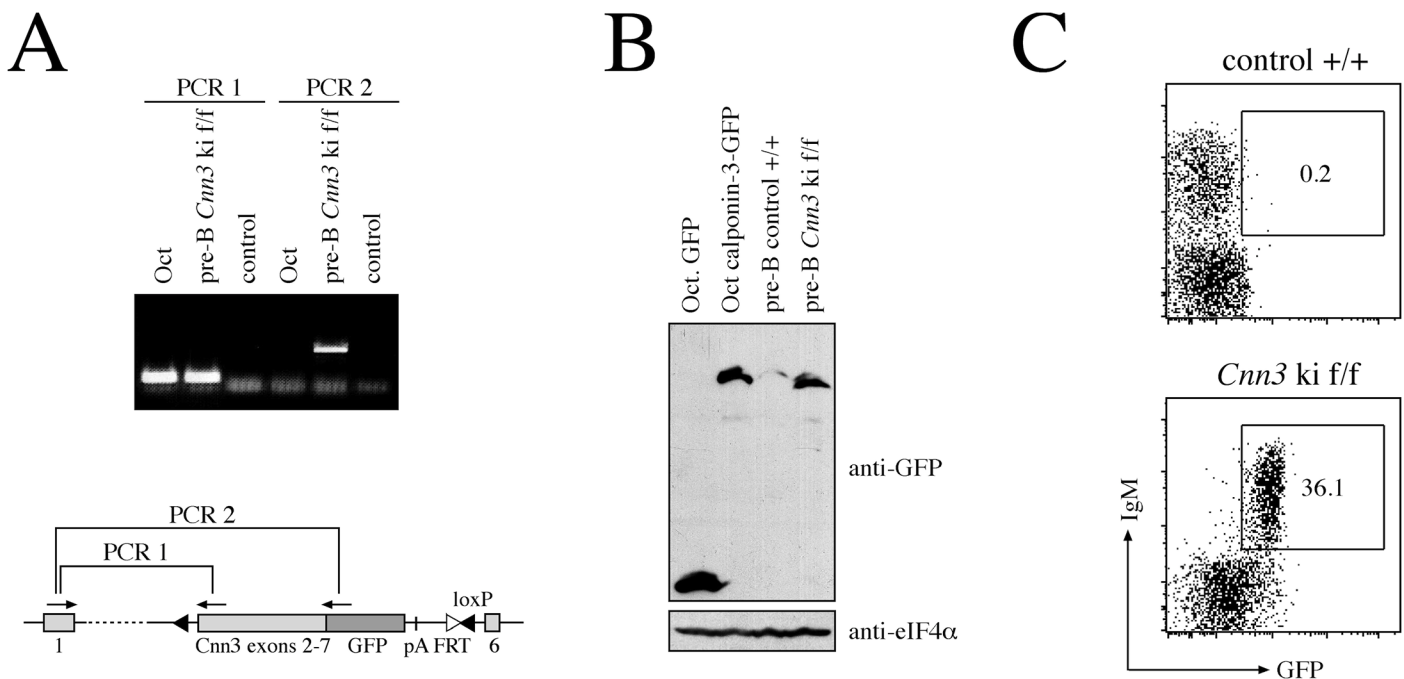 A
PCR 1
PCR 2
Oct
pre-B Cnn3 ki f/f
control
Oct
pre-B Cnn3 ki f/f
control
PCR 2
PCR 1
loxP
1
Cnn3 exons 2-7
GFP
pA
FRT
6
B
Oct. GFP
Oct calponin-3-GFP
pre-B control +/+
pre-B Cnn3 ki f/f
anti-GFP
anti-eIF4α
C
control +/+
0.2
Cnn3 ki f/f
36.1
IgM
GFP